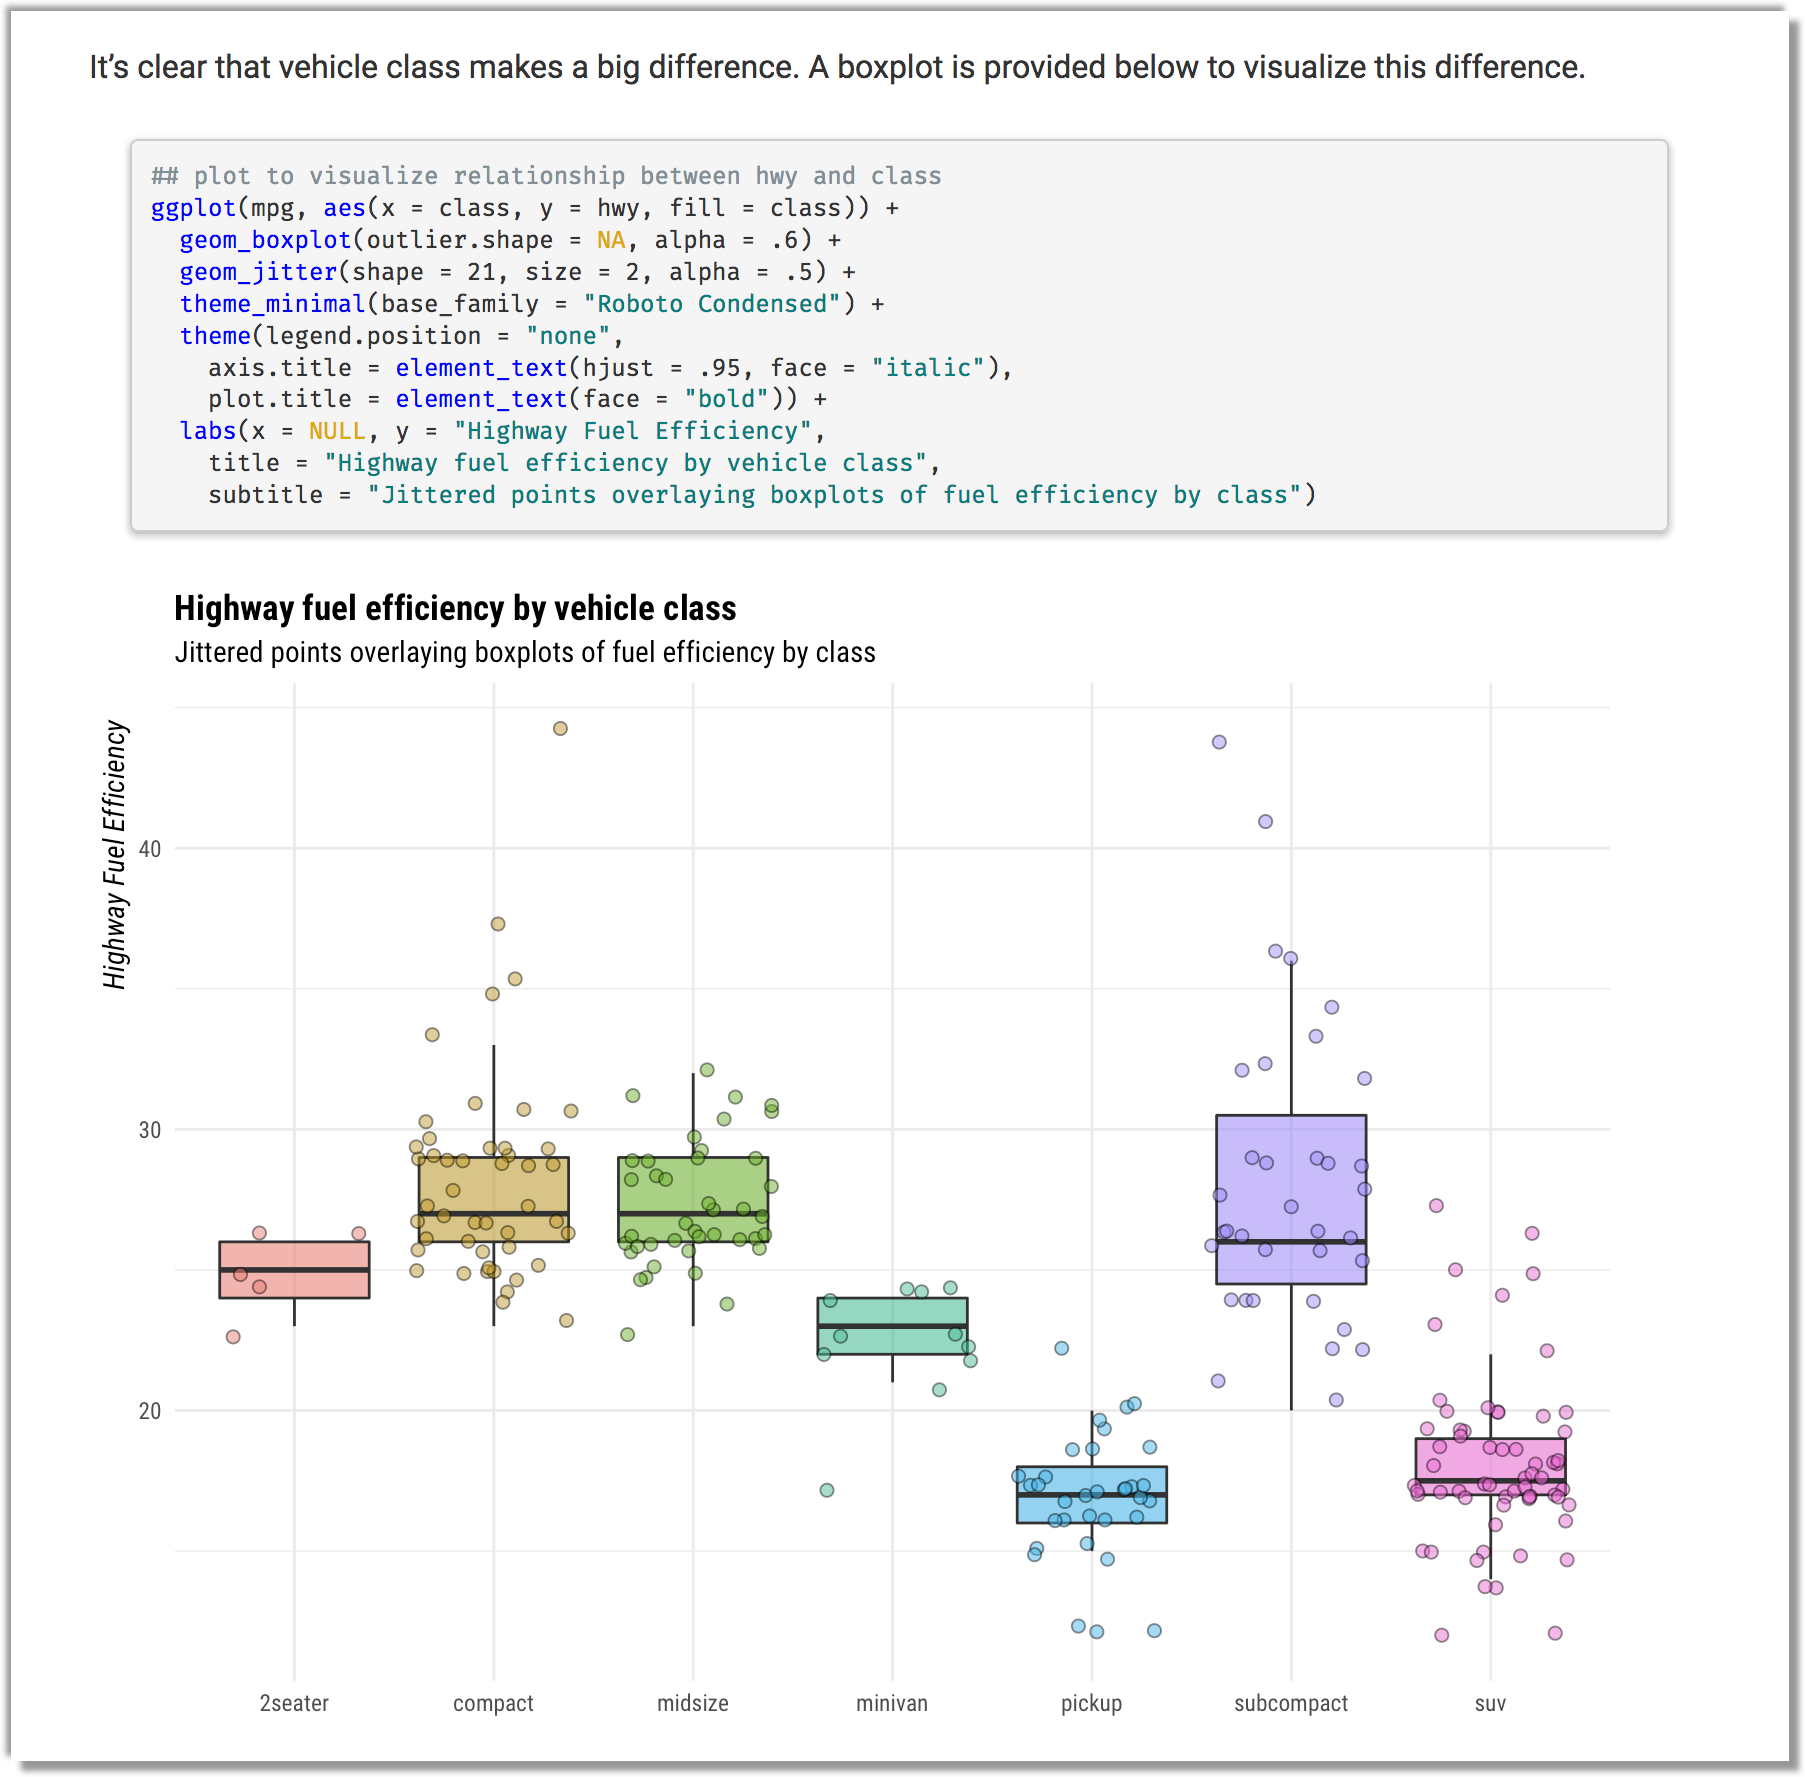 It’s clear that vehicle class makes a big difference. A boxplot is provided below to visualize this difference.
## plot to visualize relationship between hwy and class
ggplot(mpg, aes(x = class, y = hwy, fill = class)) +
  geom_boxplot(outlier.shape = NA, alpha = .6) +
  geom_jitter(shape = 21, size = 2, alpha = .5) +
  theme_minimal(base_family = "Roboto Condensed") +
  theme(legend.position = "none",
    axis.title = element_text(hjust = .95, face = "italic"),
    plot.title = element_text(face = "bold")) +
  labs(x = NULL, y = "Highway Fuel Efficiency",
    title = "Highway fuel efficiency by vehicle class",
    subtitle = "Jittered points overlaying boxplots of fuel efficiency by class")
Highway fuel efficiency by vehicle class
Jittered points overlaying boxplots of fuel efficiency by class
Highway Fuel Efficiency
40
30
20
2seater compact midsize minivan pickup subcompact suv